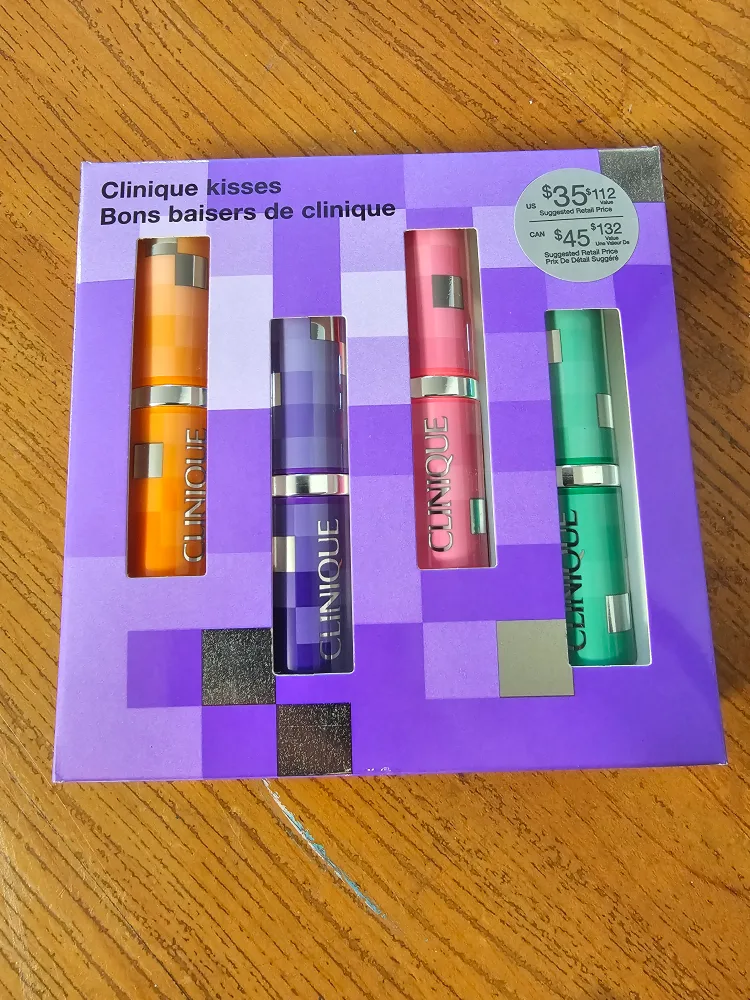 Clinique kisses
Bons baisers de clinique
US $35 $112 Value
Suggested Retail Price
CAN $45 $132 Value
Une Valeur De
Suggested Retail Price
Prix De Détail Suggéré
CLINIQUE
CLINIQUE
CLINIQUE
CLINIQUE